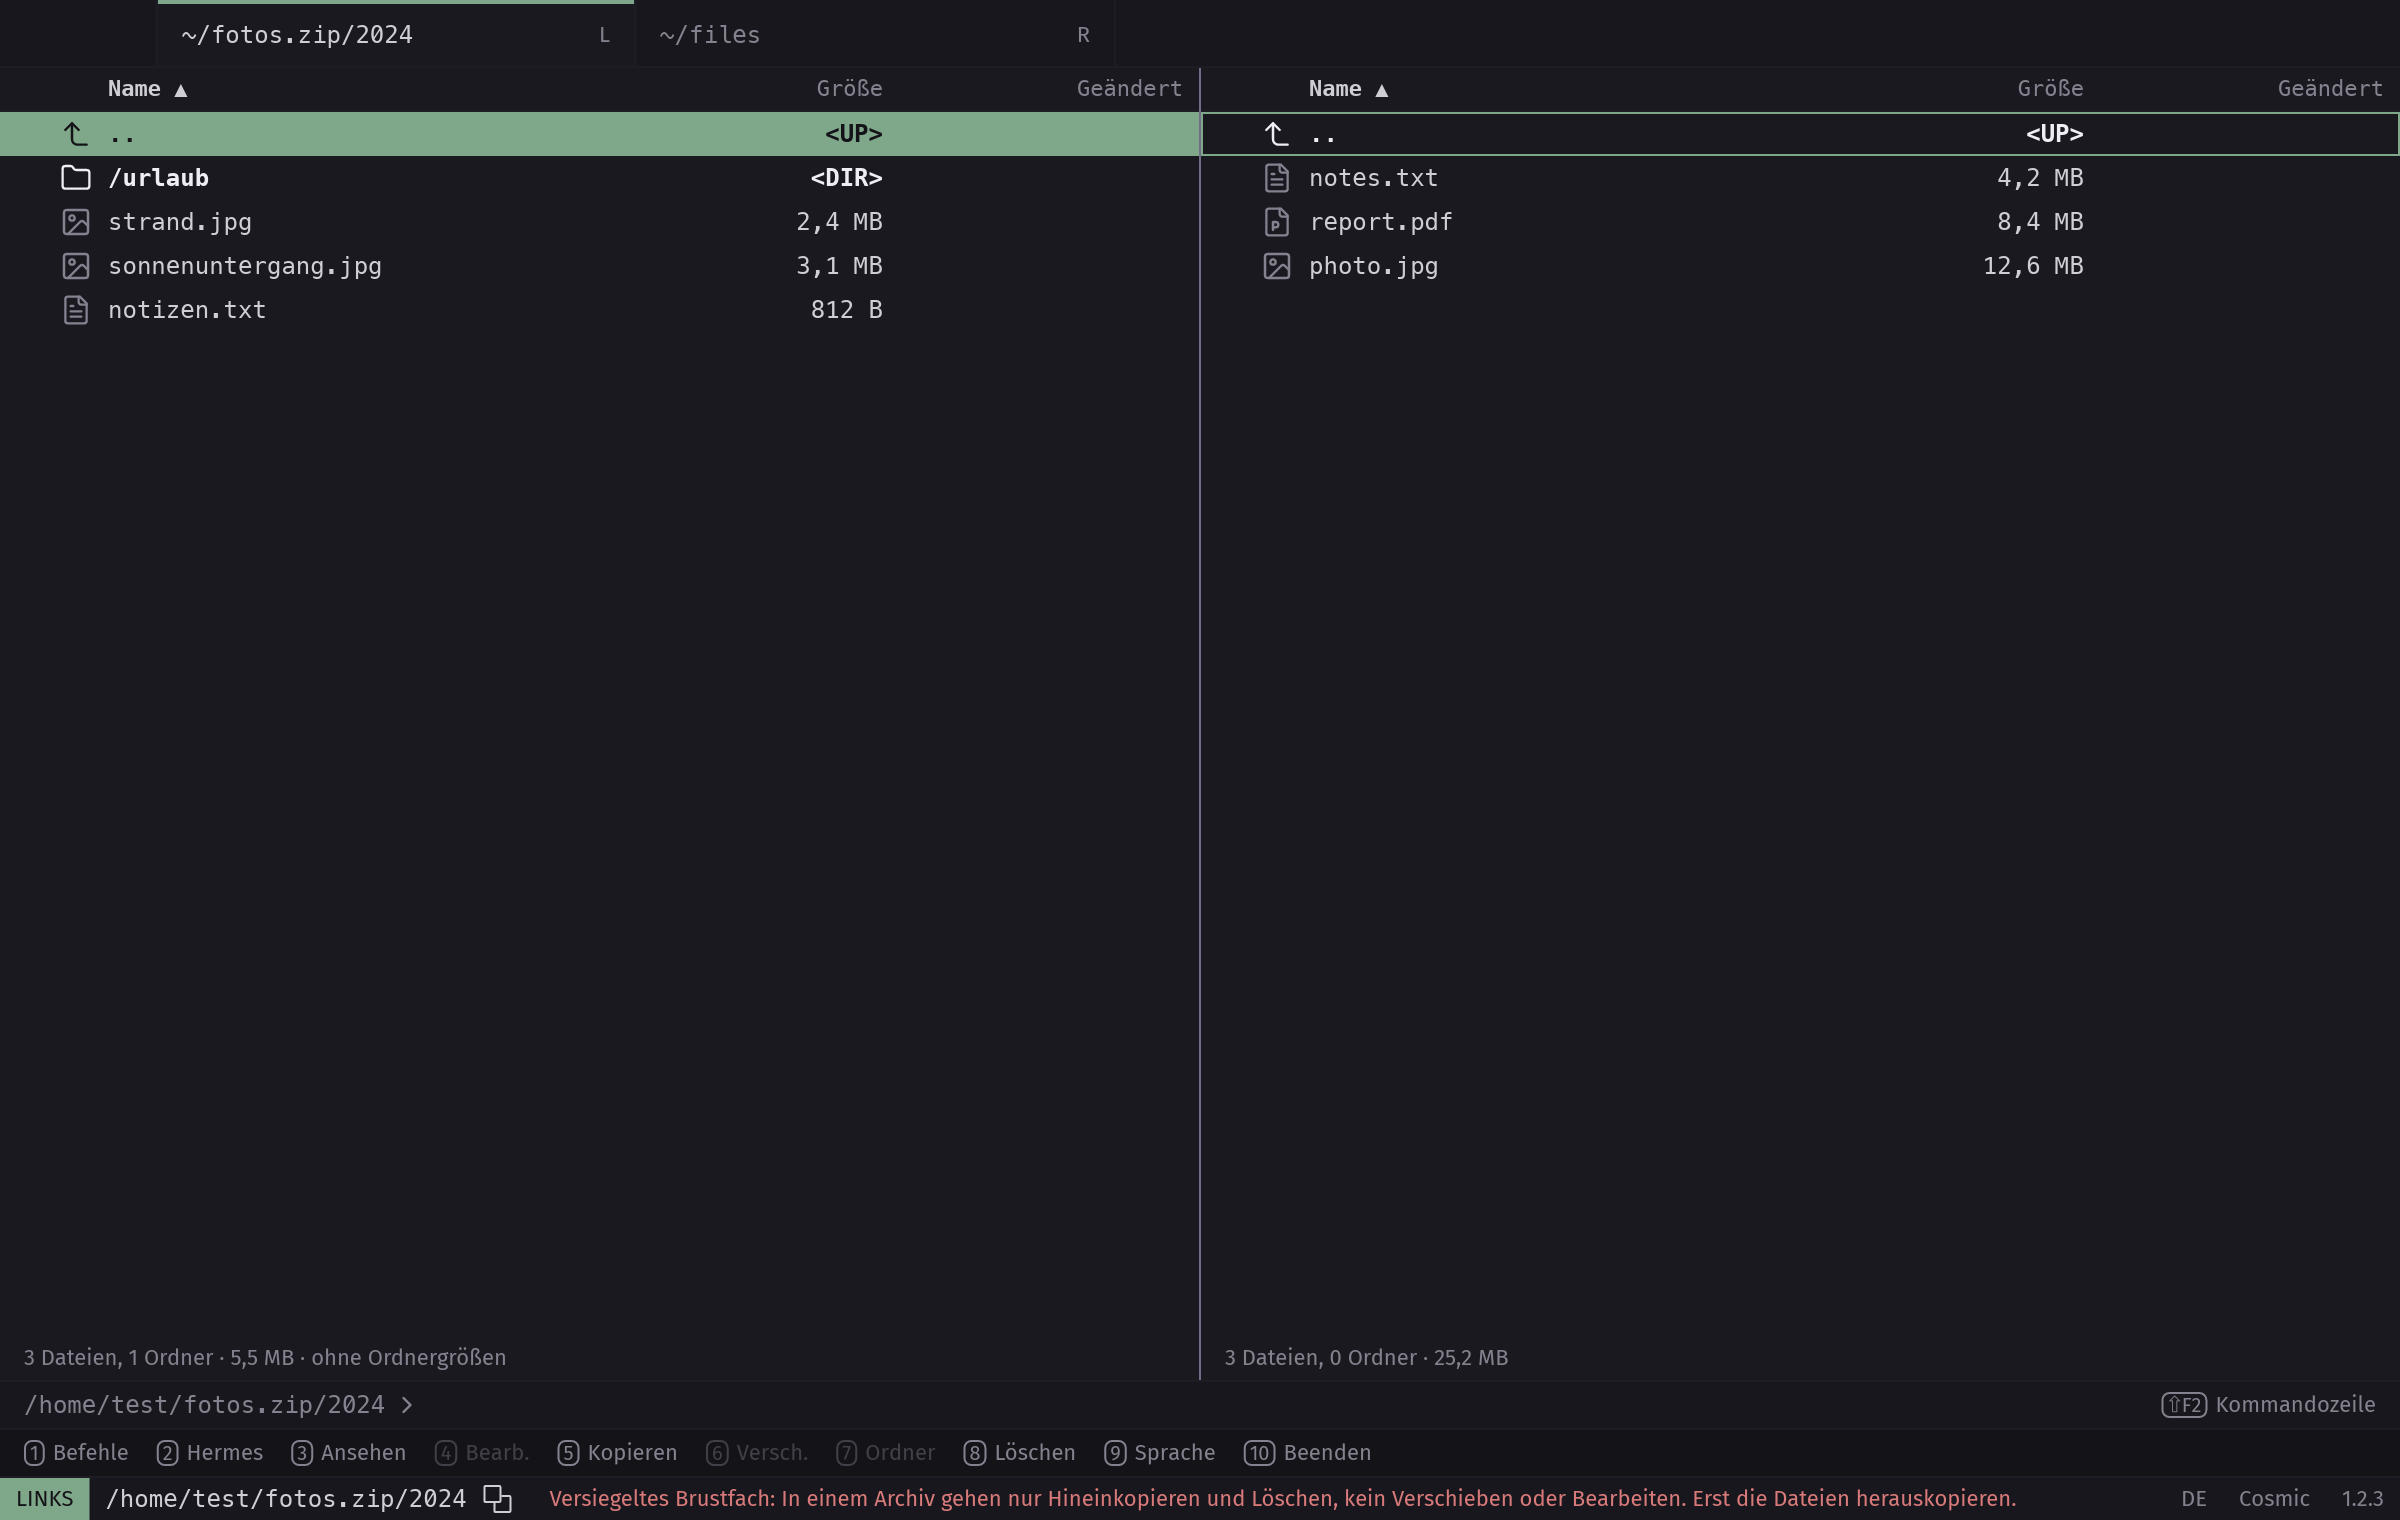 ~/fotos.zip/2024 L ~/files R
Name ▲ Größe Geändert
.. <UP>
/urlaub <DIR>
strand.jpg 2,4 MB
sonnenuntergang.jpg 3,1 MB
notizen.txt 812 B
3 Dateien, 1 Ordner · 5,5 MB · ohne Ordnergrößen
Name ▲ Größe Geändert
.. <UP>
notes.txt 4,2 MB
report.pdf 8,4 MB
photo.jpg 12,6 MB
3 Dateien, 0 Ordner · 25,2 MB
/home/test/fotos.zip/2024 > ⇧F2 Kommandozeile
1 Befehle 2 Hermes 3 Ansehen 4 Bearb. 5 Kopieren 6 Versch. 7 Ordner 8 Löschen 9 Sprache 10 Beenden
LINKS /home/test/fotos.zip/2024 Versiegeltes Brustfach: In einem Archiv gehen nur Hineinkopieren und Löschen, kein Verschieben oder Bearbeiten. Erst die Dateien herauskopieren. DE Cosmic 1.2.3